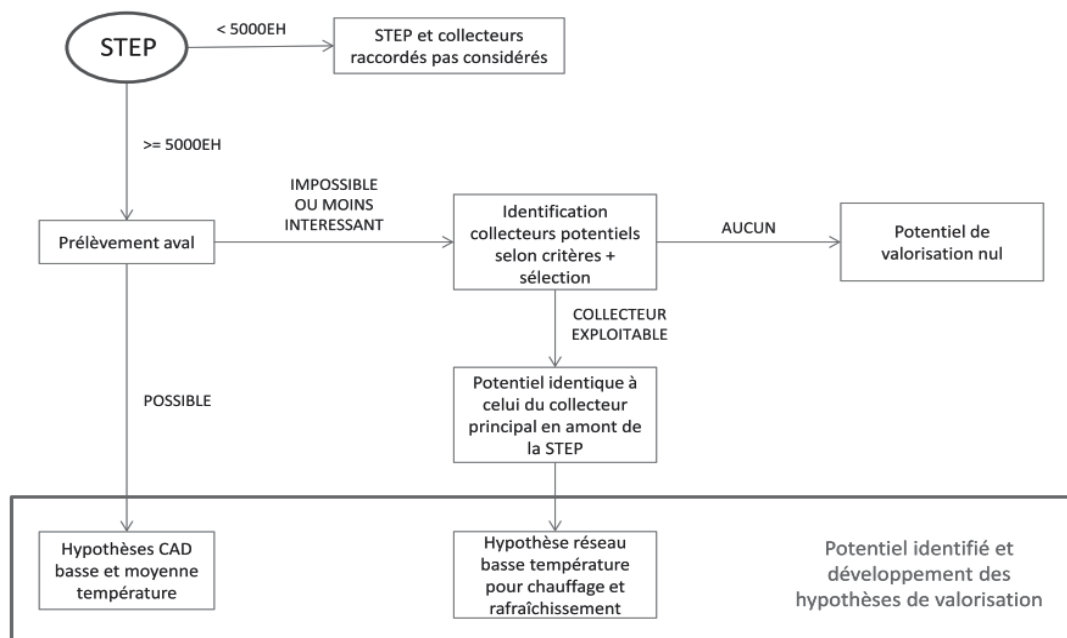 STEP
< 5000EH
STEP et collecteurs
raccordés pas considérés
>= 5000EH
Prélèvement aval
IMPOSSIBLE
OU MOINS
INTERESSANT
Identification
collecteurs potentiels
selon critères +
sélection
AUCUN
Potentiel de
valorisation nul
COLLECTEUR
EXPLOITABLE
POSSIBLE
Potentiel identique à
celui du collecteur
principal en amont de
la STEP
Hypothèses CAD
basse et moyenne
température
Hypothèse réseau
basse température
pour chauffage et
rafraîchissement
Potentiel identifié et
développement des
hypothèses de valorisation